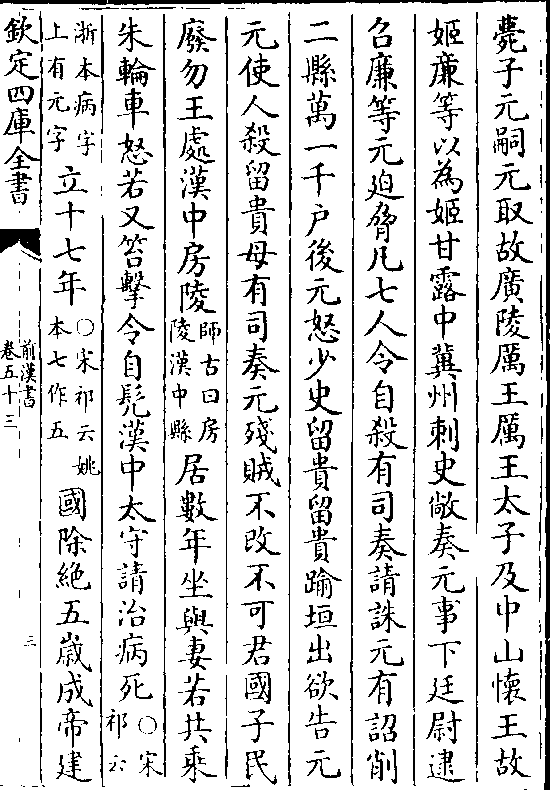 薨子元嗣元取故廣陵厲王厲王太子及中山懷王故
姬亷等以為姬甘露中冀州刺史敞奏元事下廷尉逮
召亷等元廹脅凡七人令自殺有司奏請誅元有詔削
二縣萬一千户後元怒少史留貴留貴踰垣出欲告元
元使人殺留貴母有司奏元殘賊不改不可君國子民
廢勿王處漢中房陵師古曰房陵漢中縣居數年坐與妻若共乘
朱輪車怒若又笞擊令自髠漢中太守請治病死○宋祁云
浙本病字上有元字立十七年○宋祁云姚本七作五國除絶五嵗成帝建
欽定四庫全書
前漢書
卷五十三
三